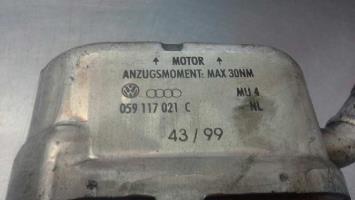 ↑ MOTOR ↑
ANZUGSMOMENT: MAX 30NM
MU 4
059 117 021 C NL
43/99